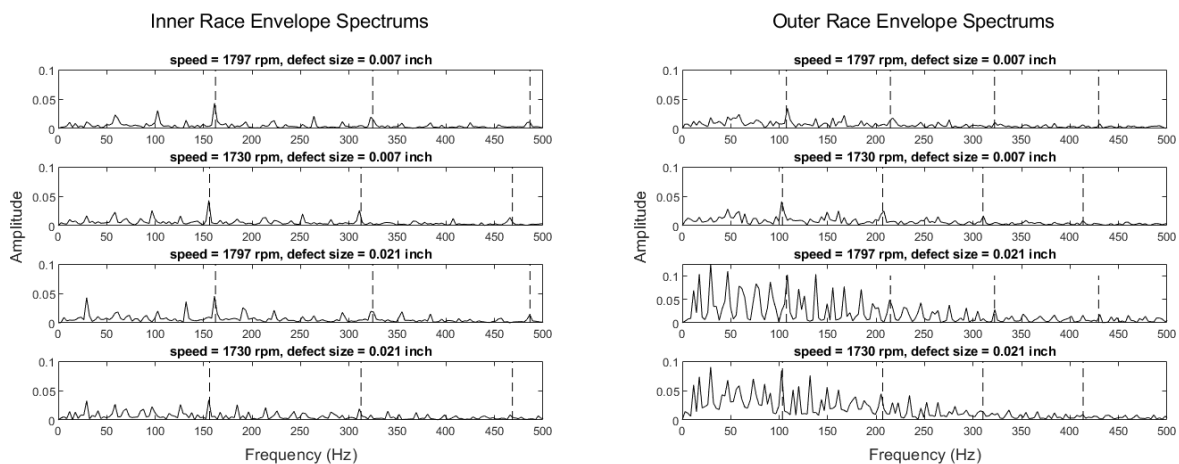 Inner Race Envelope Spectrums
speed = 1797 rpm, defect size = 0.007 inch
0.1
0.05
0
0 50 100 150 200 250 300 350 400 450 500
speed = 1730 rpm, defect size = 0.007 inch
0.1
0.05
0
0 50 100 150 200 250 300 350 400 450 500
speed = 1797 rpm, defect size = 0.021 inch
0.1
0.05
0
0 50 100 150 200 250 300 350 400 450 500
speed = 1730 rpm, defect size = 0.021 inch
0.1
0.05
0
0 50 100 150 200 250 300 350 400 450 500
Amplitude
Frequency (Hz)
Outer Race Envelope Spectrums
speed = 1797 rpm, defect size = 0.007 inch
0.1
0.05
0
0 50 100 150 200 250 300 350 400 450 500
speed = 1730 rpm, defect size = 0.007 inch
0.1
0.05
0
0 50 100 150 200 250 300 350 400 450 500
speed = 1797 rpm, defect size = 0.021 inch
0.1
0.05
0
0 50 100 150 200 250 300 350 400 450 500
speed = 1730 rpm, defect size = 0.021 inch
0.1
0.05
0
0 50 100 150 200 250 300 350 400 450 500
Amplitude
Frequency (Hz)